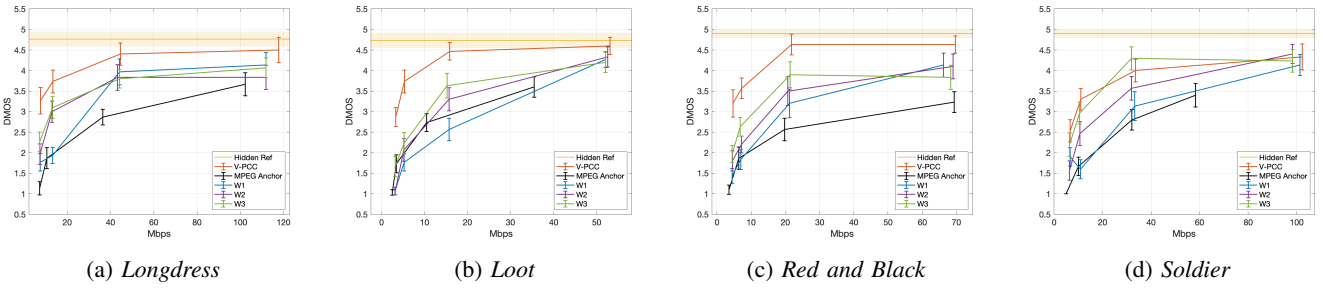 5.5
5
4.5
4
3.5
3
2.5
2
1.5
1
0.5
DMOS
20 40 60 80 100 120
Mbps
Hidden Ref
V-PCC
MPEG Anchor
W1
W2
W3
(a) Longdress
5.5
5
4.5
4
3.5
3
2.5
2
1.5
1
0.5
DMOS
0 10 20 30 40 50
Mbps
Hidden Ref
V-PCC
MPEG Anchor
W1
W2
W3
(b) Loot
5.5
5
4.5
4
3.5
3
2.5
2
1.5
1
0.5
DMOS
0 10 20 30 40 50 60 70 80
Mbps
Hidden Ref
V-PCC
MPEG Anchor
W1
W2
W3
(c) Red and Black
5.5
5
4.5
4
3.5
3
2.5
2
1.5
1
0.5
DMOS
0 20 40 60 80 100
Mbps
Hidden Ref
V-PCC
MPEG Anchor
W1
W2
W3
(d) Soldier